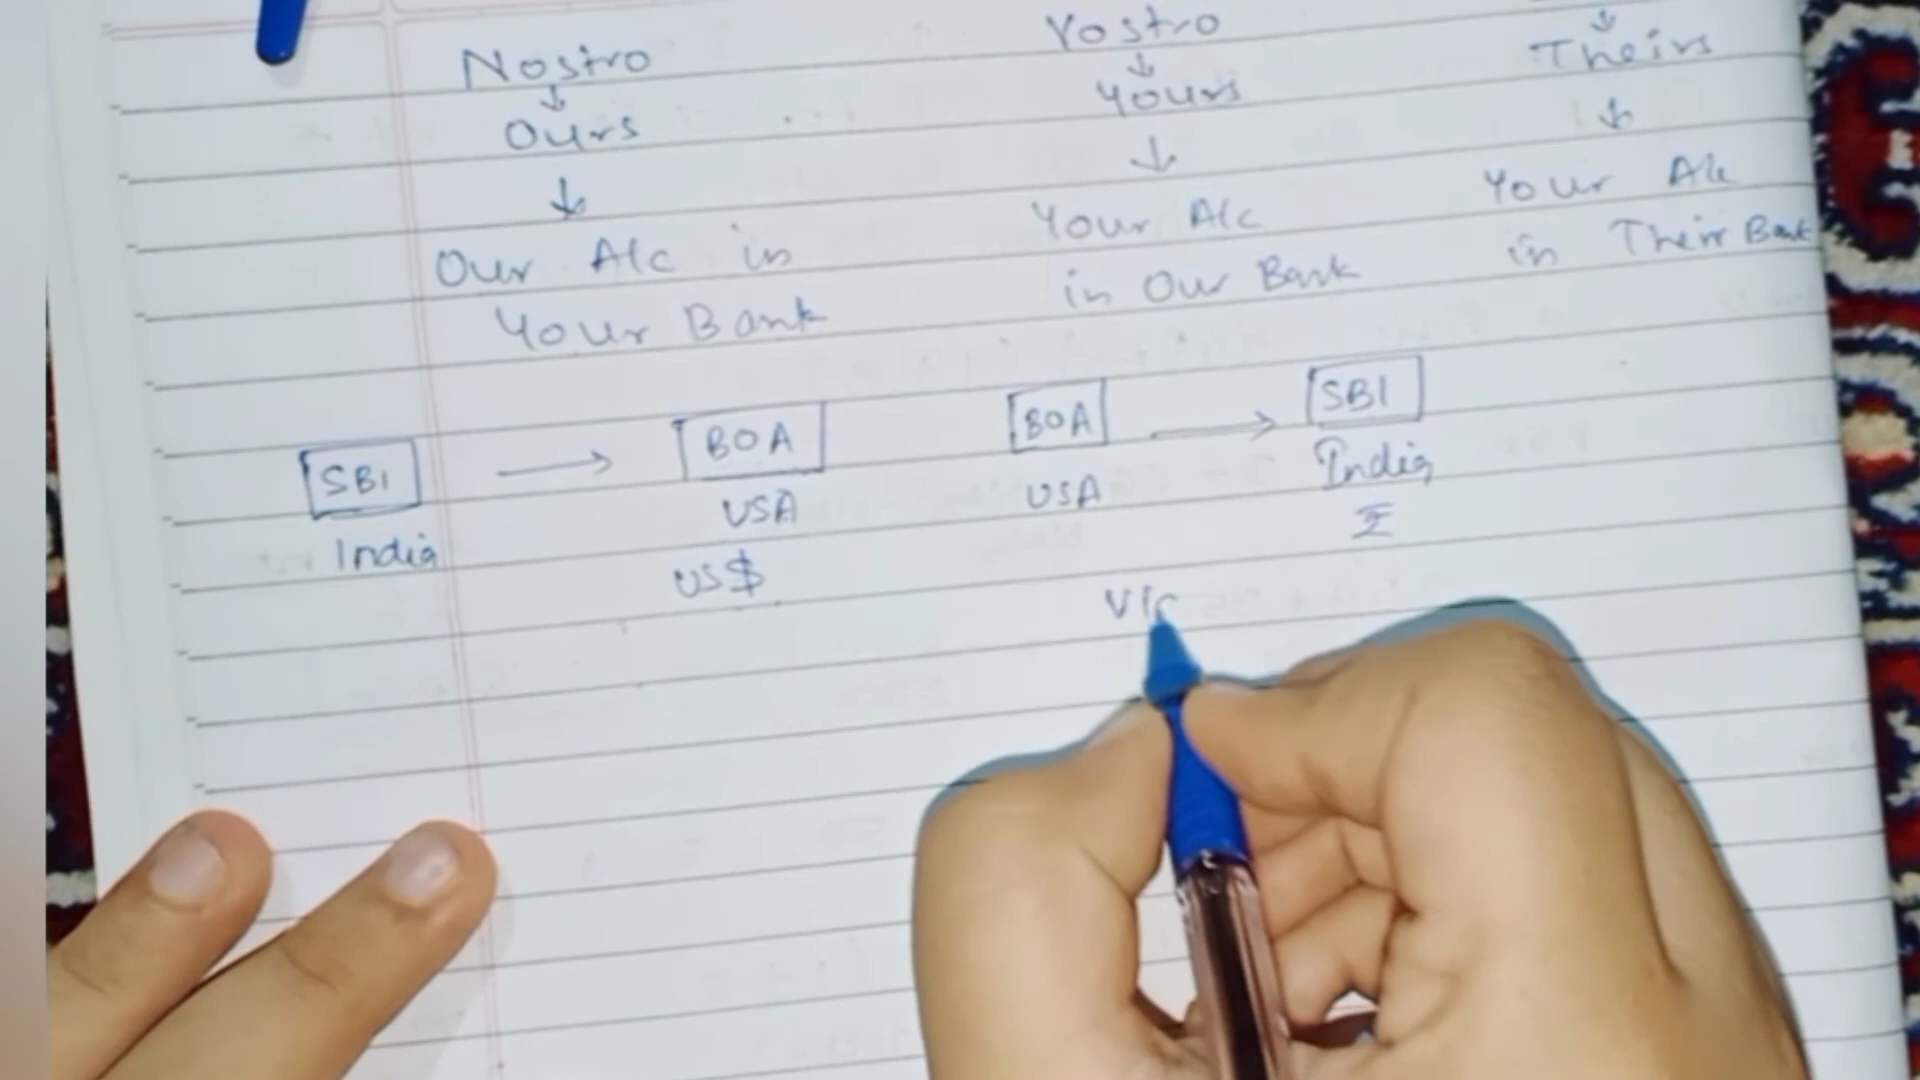 Nostro
↓
Ours
↓
Our A/c in
Your Bank
SBI → BOA
India USA
US$
Vostro
↓
Yours
↓
Your A/c
in Our Bank
BOA → SBI
USA India
₹
↓
Theirs
↓
Your A/c
in Their Bank